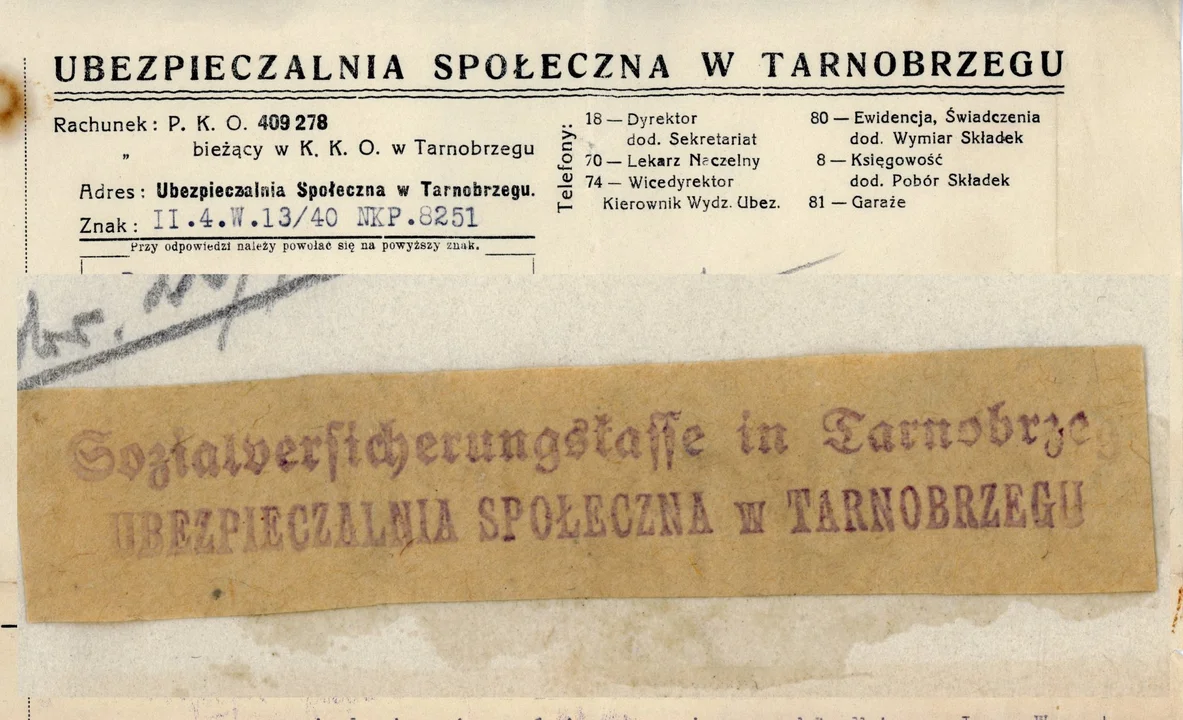 UBEZPIECZALNIA SPOŁECZNA W TARNOBRZEGU
Rachunek: P. K. O. 409 278
„ bieżący w K. K. O. w Tarnobrzegu
Adres: Ubezpieczalnia Społeczna w Tarnobrzegu.
Znak: II.4.W.13/40 NKP.8251
Przy odpowiedzi należy powołać się na powyższy znak.
Telefony:
18 — Dyrektor
dod. Sekretariat
70 — Lekarz Naczelny
74 — Wicedyrektor
Kierownik Wydz. Ubez.
80 — Ewidencja, Świadczenia
dod. Wymiar Składek
8 — Księgowość
dod. Pobór Składek
81 — Garaże
Sozialversicherungskasse in Tarnobrzeg
UBEZPIECZALNIA SPOŁECZNA w TARNOBRZEGU